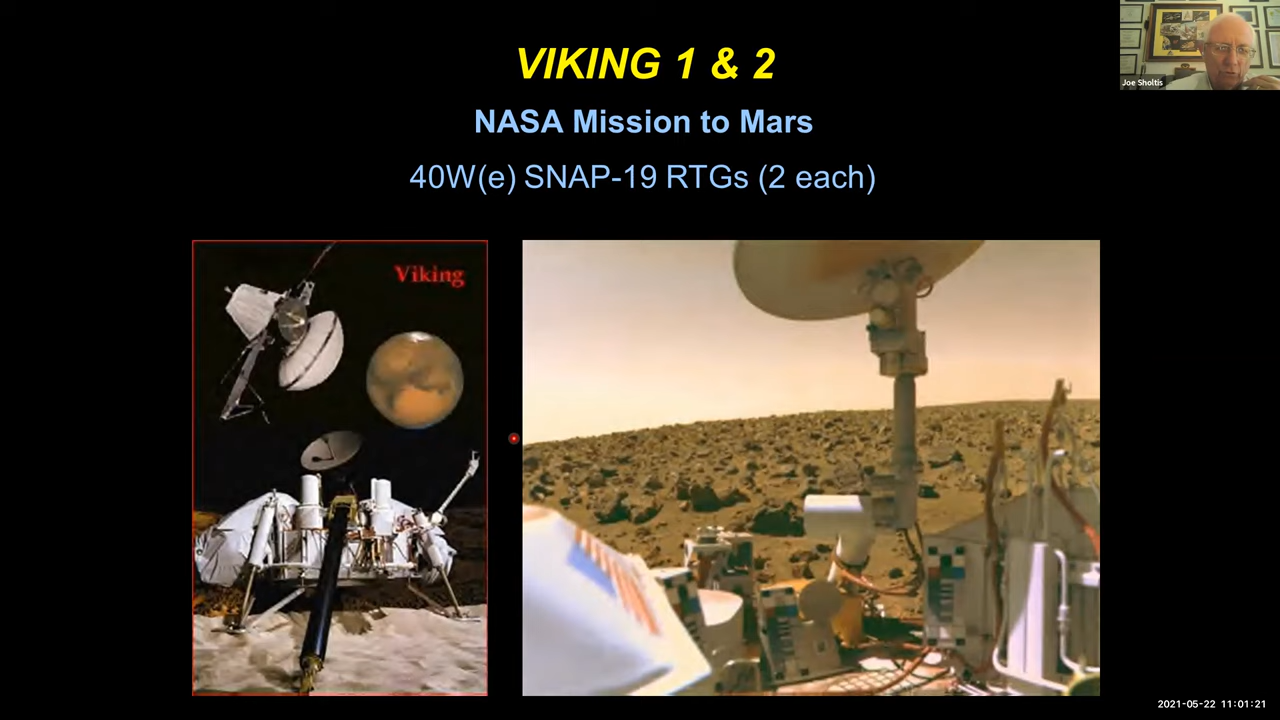 VIKING 1 & 2
NASA Mission to Mars
40W(e) SNAP-19 RTGs (2 each)
Viking
Joe Sholtis
2021-05-22 11:01:21